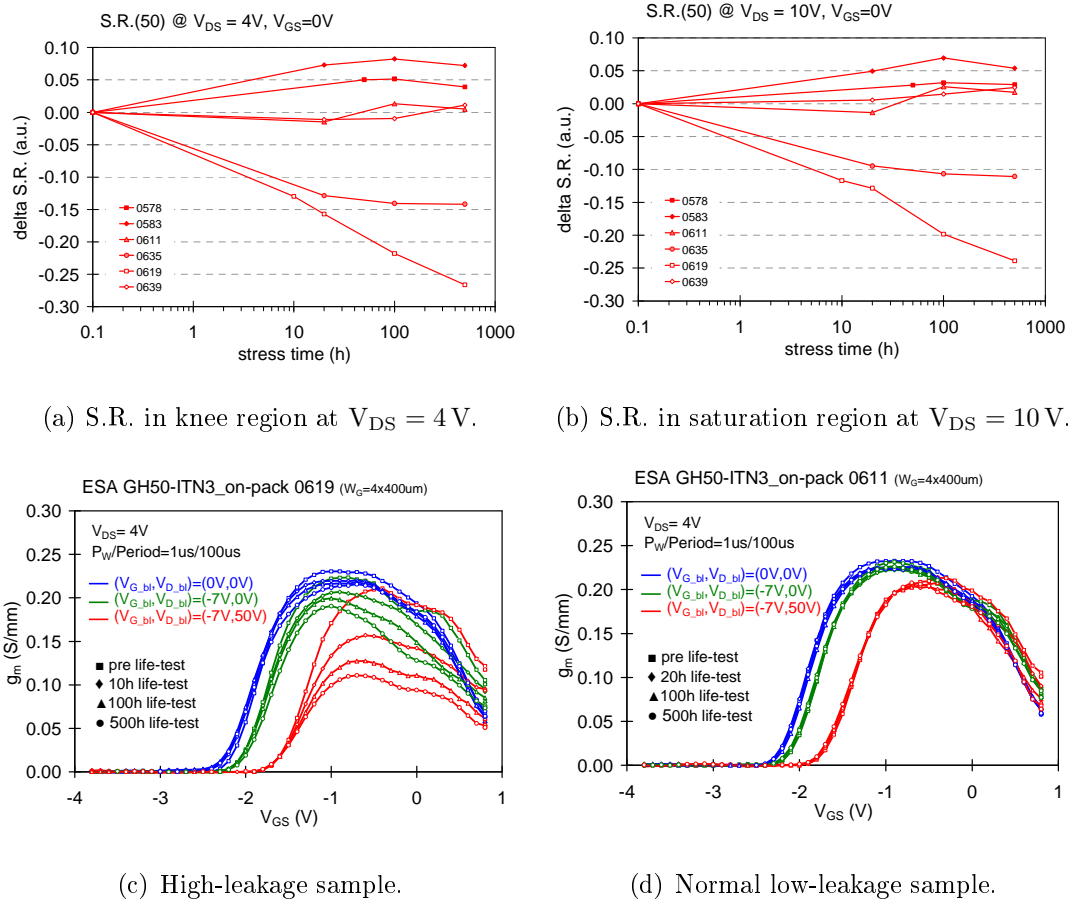 S.R.(50) @ VDS = 4V, VGS=0V
0.10
0.05
0.00
-0.05
-0.10
-0.15
-0.20
-0.25
-0.30
delta S.R. (a.u.)
0578
0583
0611
0635
0619
0639
0.1 1 10 100 1000
stress time (h)
(a) S.R. in knee region at VDS = 4 V.
S.R.(50) @ VDS = 10V, VGS=0V
0.10
0.05
0.00
-0.05
-0.10
-0.15
-0.20
-0.25
-0.30
delta S.R. (a.u.)
0578
0583
0611
0635
0619
0639
0.1 1 10 100 1000
stress time (h)
(b) S.R. in saturation region at VDS = 10 V.
ESA GH50-ITN3_on-pack 0619 (WG=4x400um)
0.30
0.25
0.20
0.15
0.10
0.05
0.00
gm (S/mm)
VDS= 4V
PW/Period=1us/100us
(VG_bl,VD_bl)=(0V,0V)
(VG_bl,VD_bl)=(-7V,0V)
(VG_bl,VD_bl)=(-7V,50V)
■ pre life-test
♦ 10h life-test
▲ 100h life-test
● 500h life-test
-4 -3 -2 -1 0 1
VGS (V)
(c) High-leakage sample.
ESA GH50-ITN3_on-pack 0611 (WG=4x400um)
0.30
0.25
0.20
0.15
0.10
0.05
0.00
gm (S/mm)
VDS= 4V
PW/Period=1us/100us
(VG_bl,VD_bl)=(0V,0V)
(VG_bl,VD_bl)=(-7V,0V)
(VG_bl,VD_bl)=(-7V,50V)
■ pre life-test
♦ 20h life-test
▲ 100h life-test
● 500h life-test
-4 -3 -2 -1 0 1
VGS (V)
(d) Normal low-leakage sample.